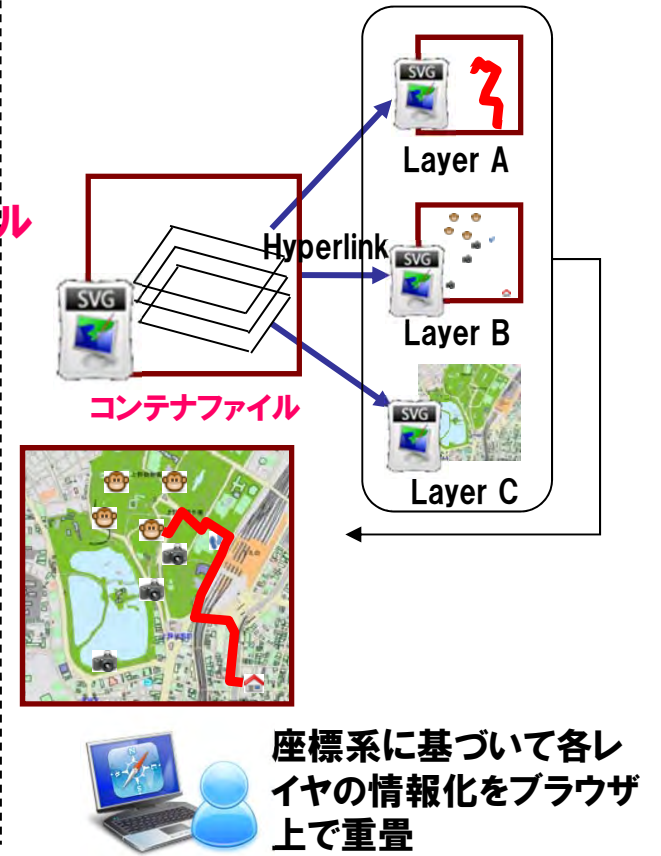 SVG
Layer A
ル
Hyperlink
SVG
SVG
Layer B
コンテナファイル
SVG
Layer C
座標系に基づいて各レ
イヤの情報化をブラウザ
上で重畳